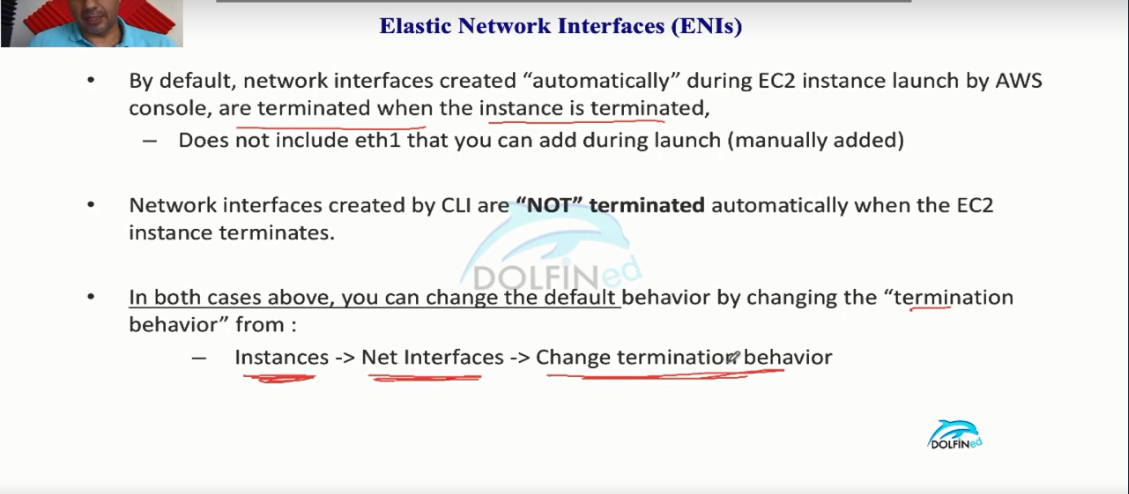 Elastic Network Interfaces (ENIs)
• By default, network interfaces created “automatically” during EC2 instance launch by AWS
console, are terminated when the instance is terminated,
– Does not include eth1 that you can add during launch (manually added)
• Network interfaces created by CLI are “NOT” terminated automatically when the EC2
instance terminates.
DOLFINed
• In both cases above, you can change the default behavior by changing the “termination
behavior” from :
– Instances -> Net Interfaces -> Change termination behavior
DOLFINed